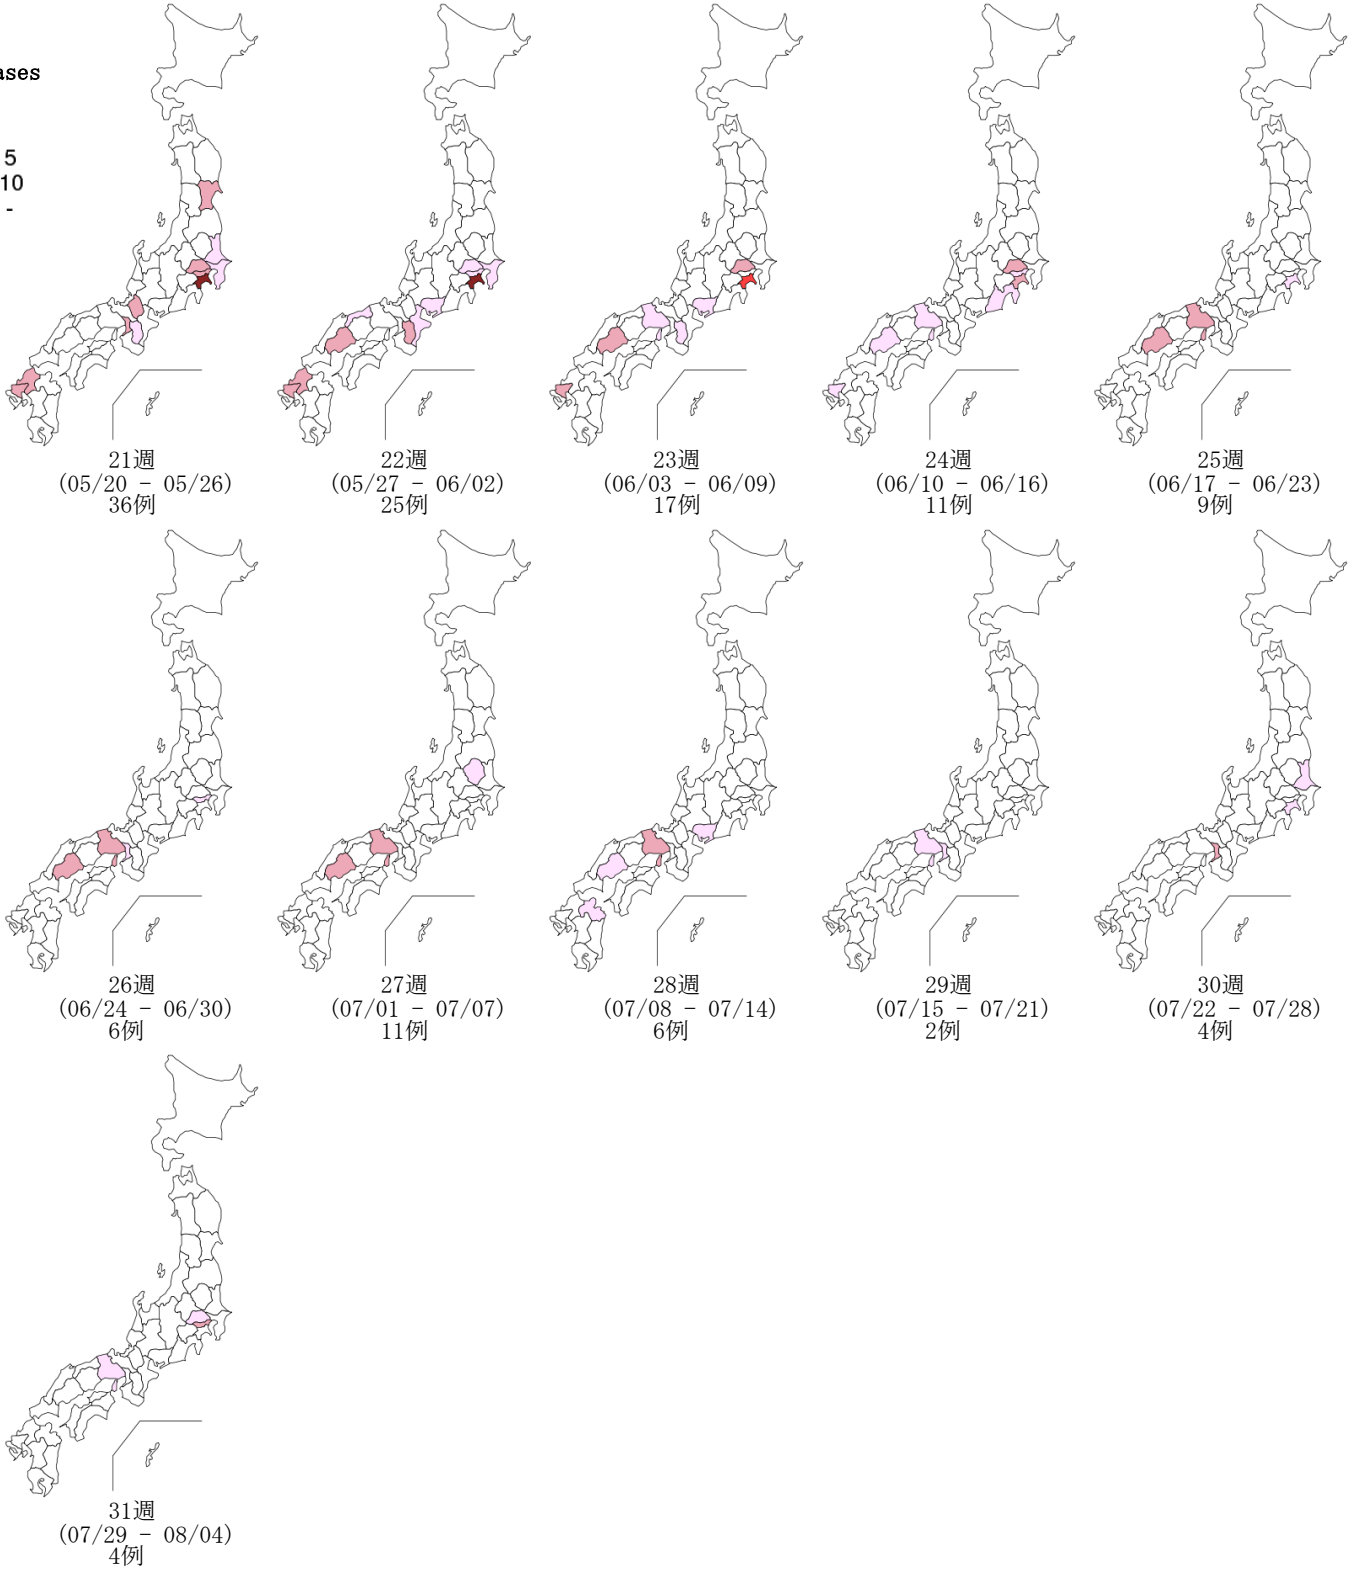 ases
5
10
-
21週
(05/20 - 05/26)
36例
22週
(05/27 - 06/02)
25例
23週
(06/03 - 06/09)
17例
24週
(06/10 - 06/16)
11例
25週
(06/17 - 06/23)
9例
26週
(06/24 - 06/30)
6例
27週
(07/01 - 07/07)
11例
28週
(07/08 - 07/14)
6例
29週
(07/15 - 07/21)
2例
30週
(07/22 - 07/28)
4例
31週
(07/29 - 08/04)
4例